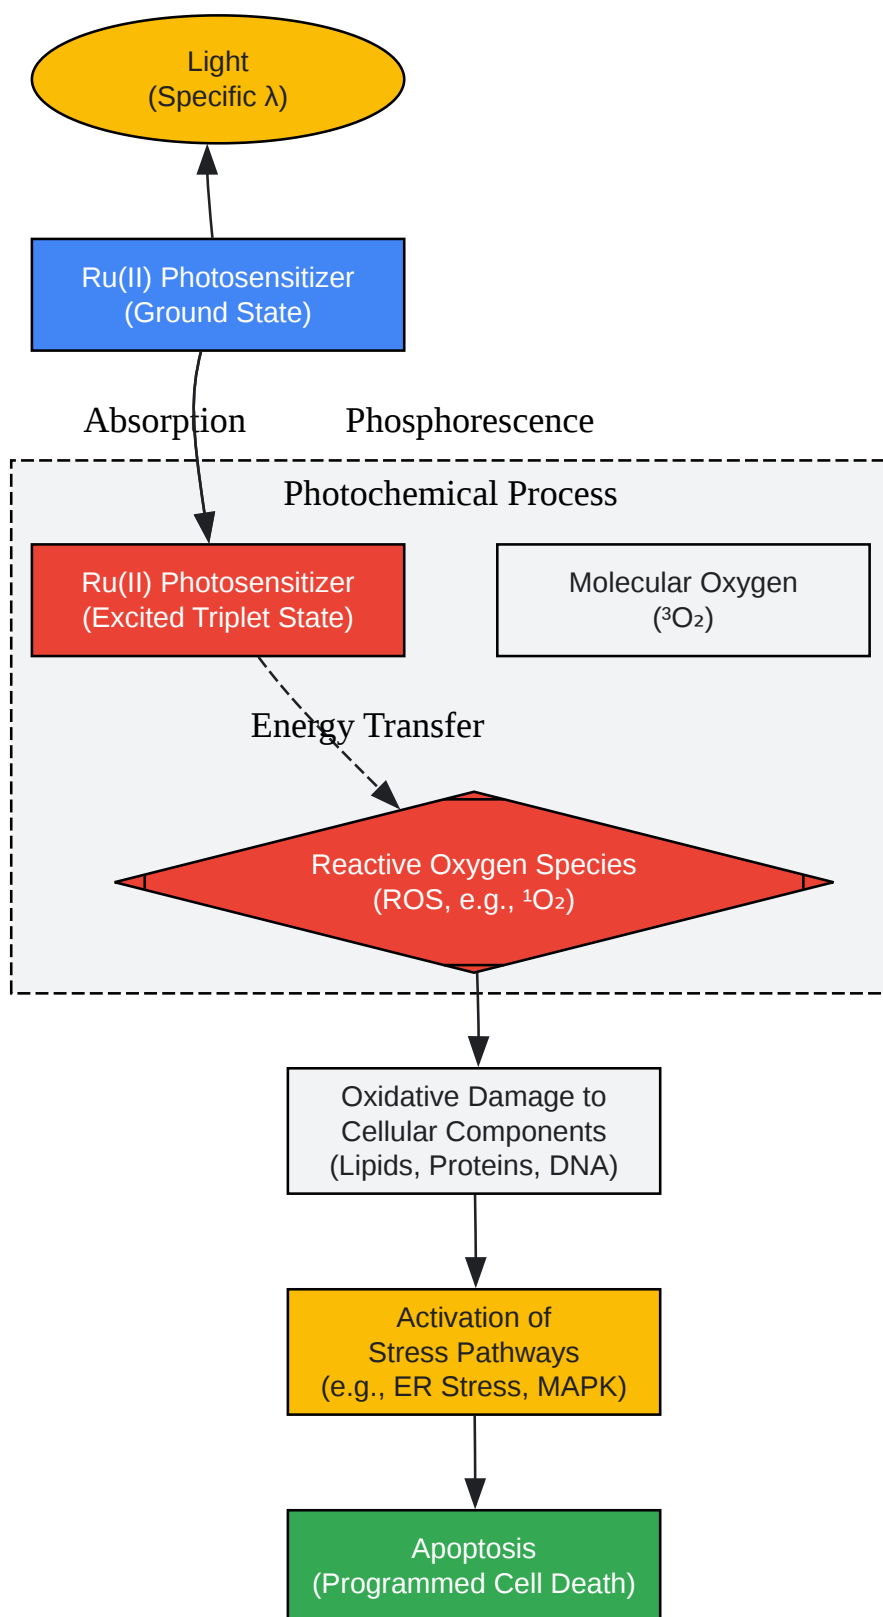 Light
(Specific λ)
Ru(II) Photosensitizer
(Ground State)
Absorption
Phosphorescence
Photochemical Process
Ru(II) Photosensitizer
(Excited Triplet State)
Molecular Oxygen
(³O₂)
Energy Transfer
Reactive Oxygen Species
(ROS, e.g., ¹O₂)
Oxidative Damage to
Cellular Components
(Lipids, Proteins, DNA)
Activation of
Stress Pathways
(e.g., ER Stress, MAPK)
Apoptosis
(Programmed Cell Death)